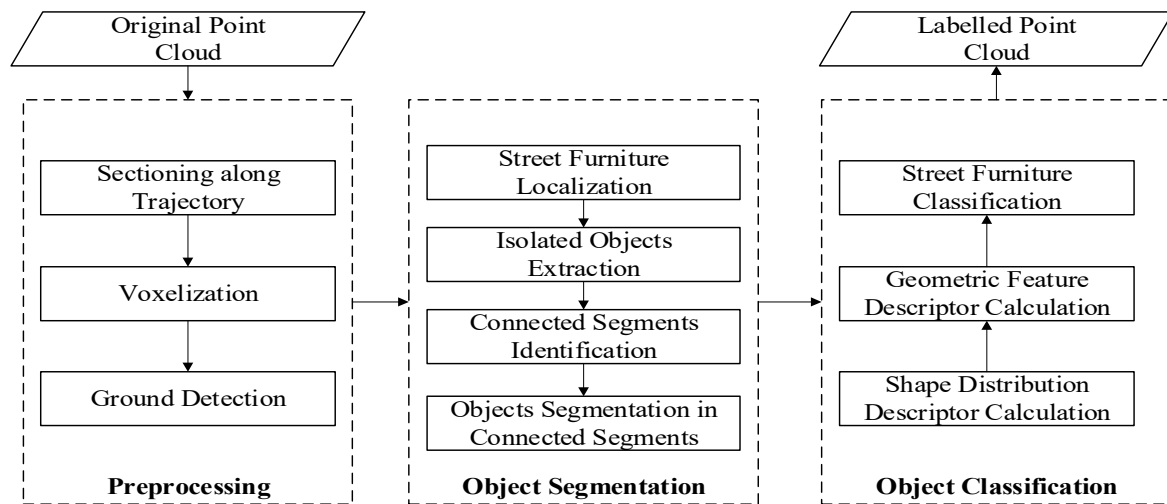 Original Point
Cloud
Sectioning along
Trajectory
Voxelization
Ground Detection
Preprocessing
Street Furniture
Localization
Isolated Objects
Extraction
Connected Segments
Identification
Objects Segmentation in
Connected Segments
Object Segmentation
Labelled Point
Cloud
Street Furniture
Classification
Geometric Feature
Descriptor Calculation
Shape Distribution
Descriptor Calculation
Object Classification